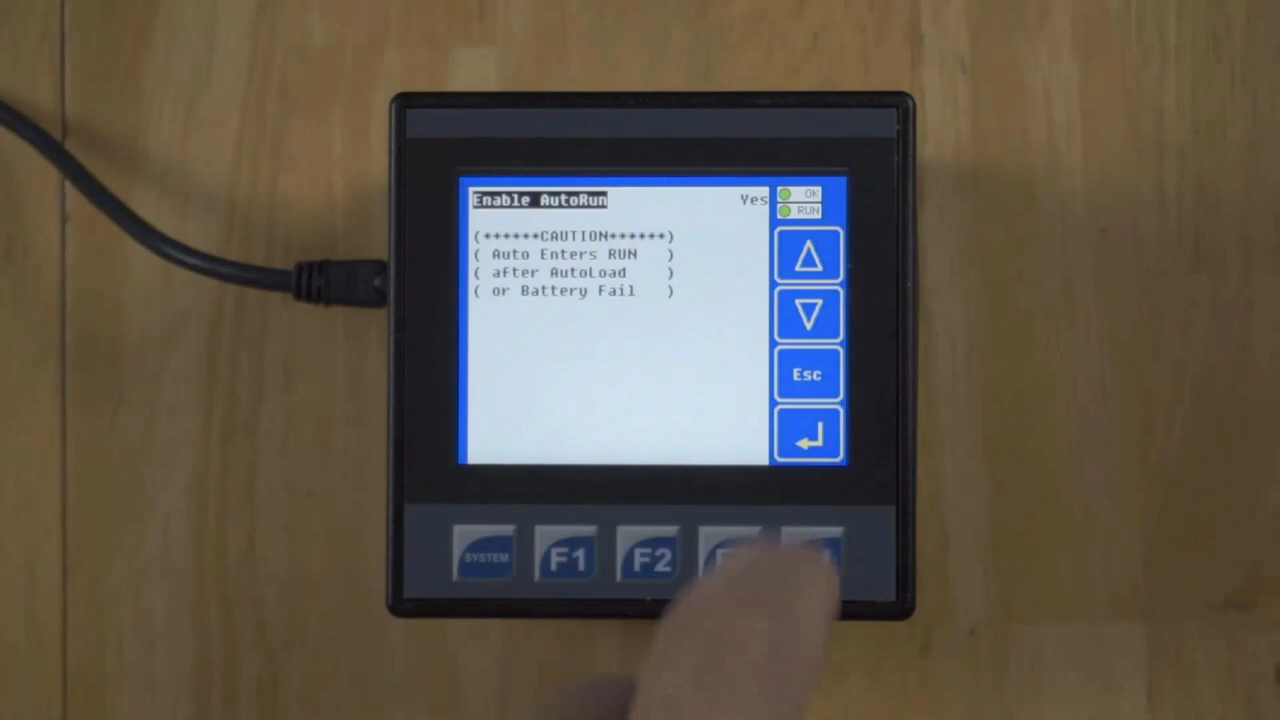 Enable AutoRun Yes
(******CAUTION******)
( Auto Enters RUN )
( after AutoLoad )
( or Battery Fail )
OK
RUN
Esc
SYSTEM F1 F2